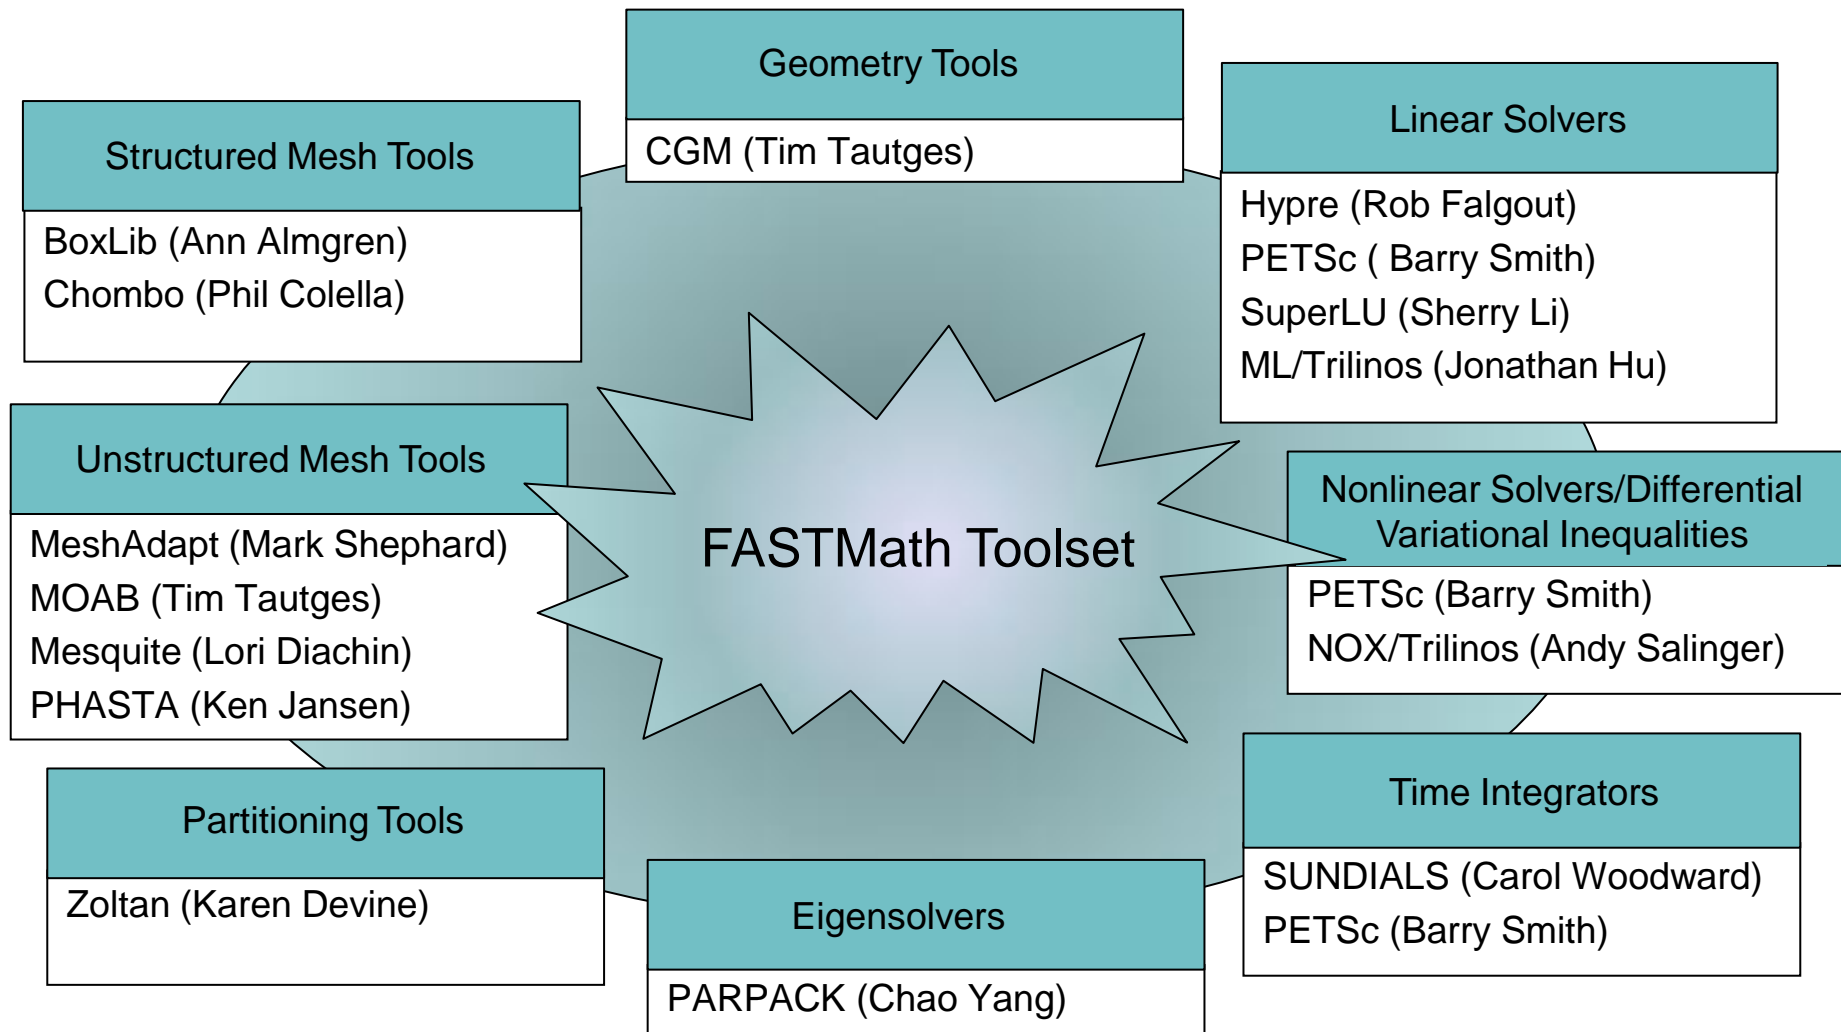 Geometry Tools
CGM (Tim Tautges)
Structured Mesh Tools
BoxLib (Ann Almgren)
Chombo (Phil Colella)
Linear Solvers
Hypre (Rob Falgout)
PETSc ( Barry Smith)
SuperLU (Sherry Li)
ML/Trilinos (Jonathan Hu)
Unstructured Mesh Tools
MeshAdapt (Mark Shephard)
MOAB (Tim Tautges)
Mesquite (Lori Diachin)
PHASTA (Ken Jansen)
FASTMath Toolset
Nonlinear Solvers/Differential
Variational Inequalities
PETSc (Barry Smith)
NOX/Trilinos (Andy Salinger)
Partitioning Tools
Zoltan (Karen Devine)
Eigensolvers
PARPACK (Chao Yang)
Time Integrators
SUNDIALS (Carol Woodward)
PETSc (Barry Smith)